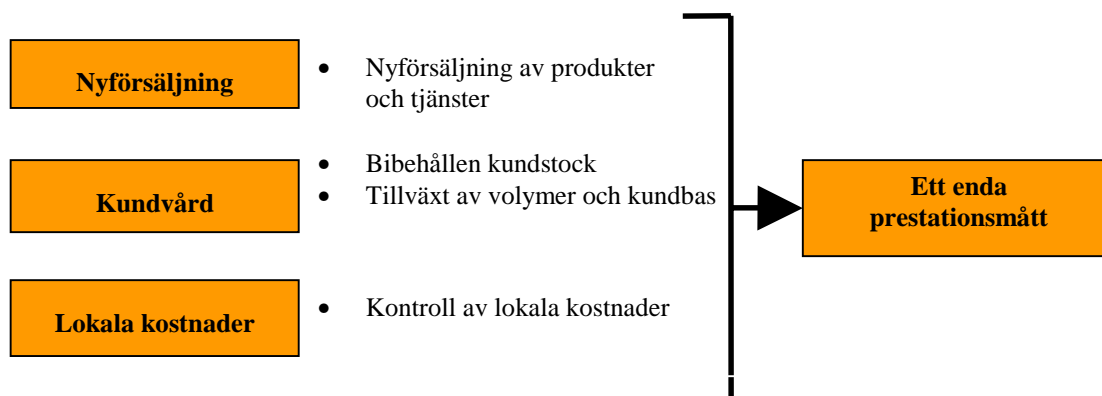 Nyförsäljning
• Nyförsäljning av produkter
och tjänster
Kundvård
• Bibehållen kundstock
• Tillväxt av volymer och kundbas
Lokala kostnader
• Kontroll av lokala kostnader
Ett enda
prestationsmått